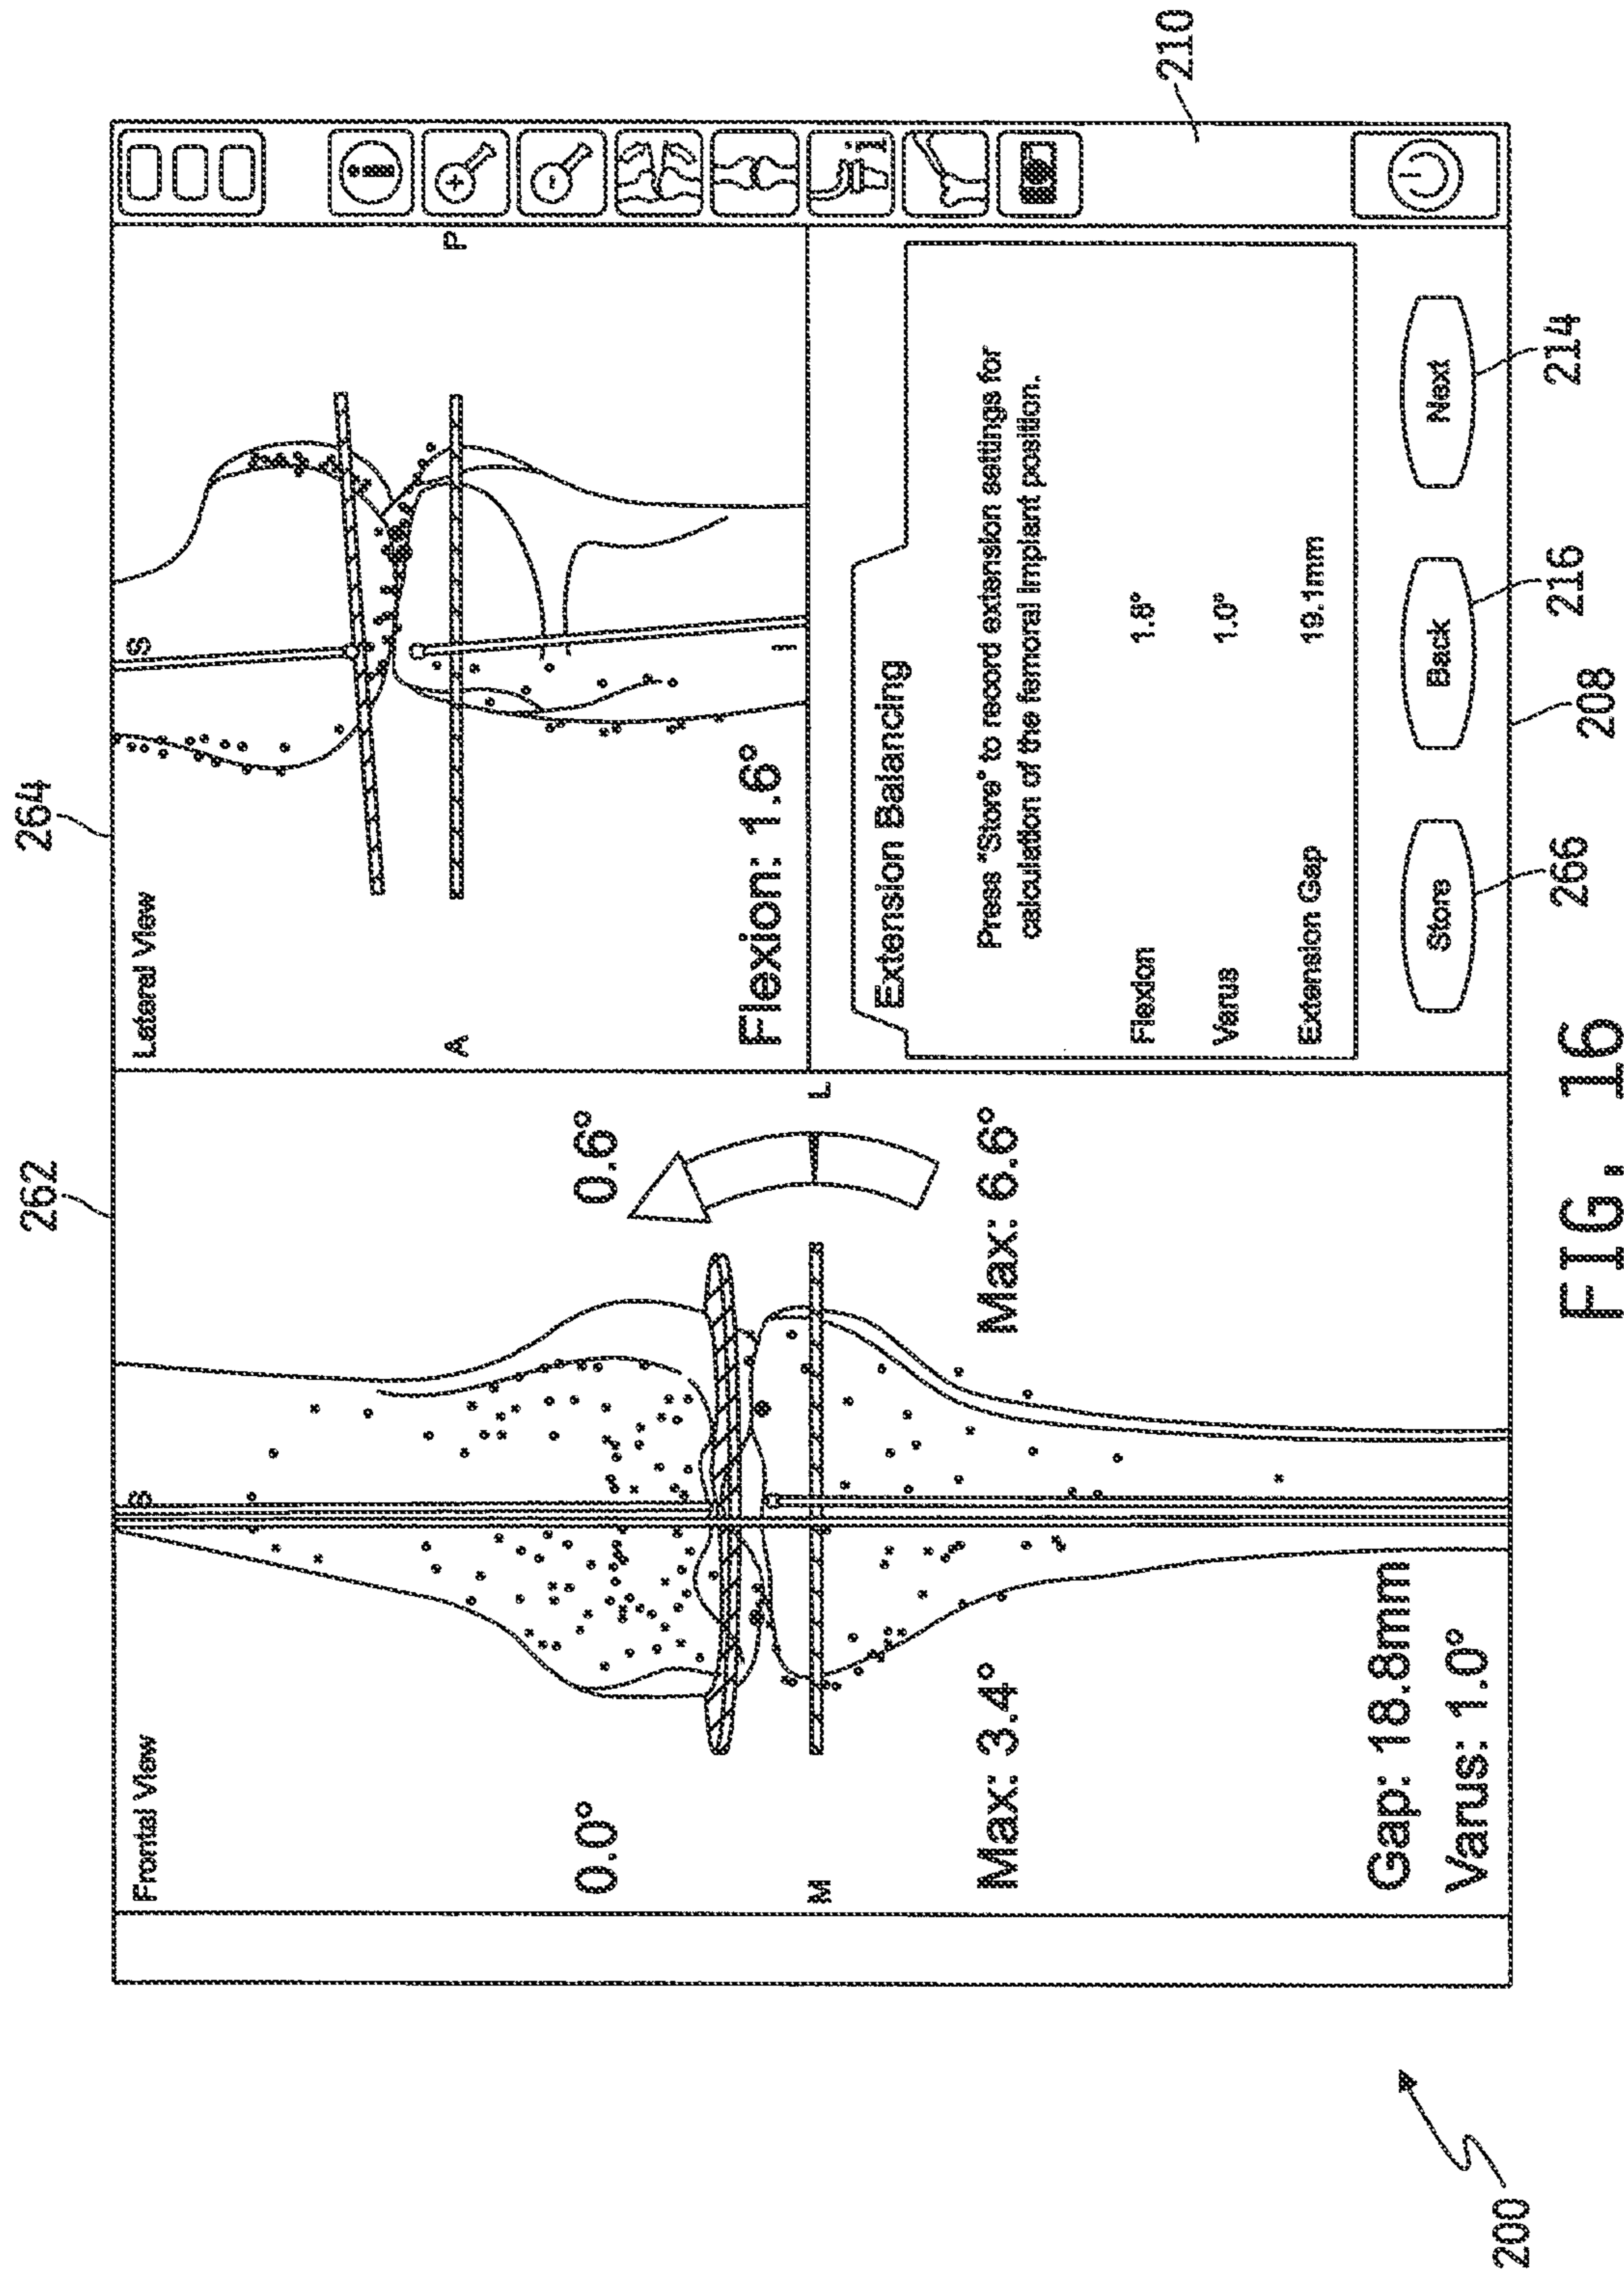 262
264
Frontal View
S
0.0°
0.6°
M
L
Max: 3.4°
Max: 6.6°
Gap: 18.8mm
Varus: 1.0°
Lateral View
S
A
P
I
Flexion: 1.6°
Extension Balancing
Press "Store" to record extension settings for
calculation of the femoral implant position.
Flexion 1.6°
Varus 1.0°
Extension Gap 19.1mm
Store
Back
Next
i
i
210
200
266
208
216
214
FIG. 16